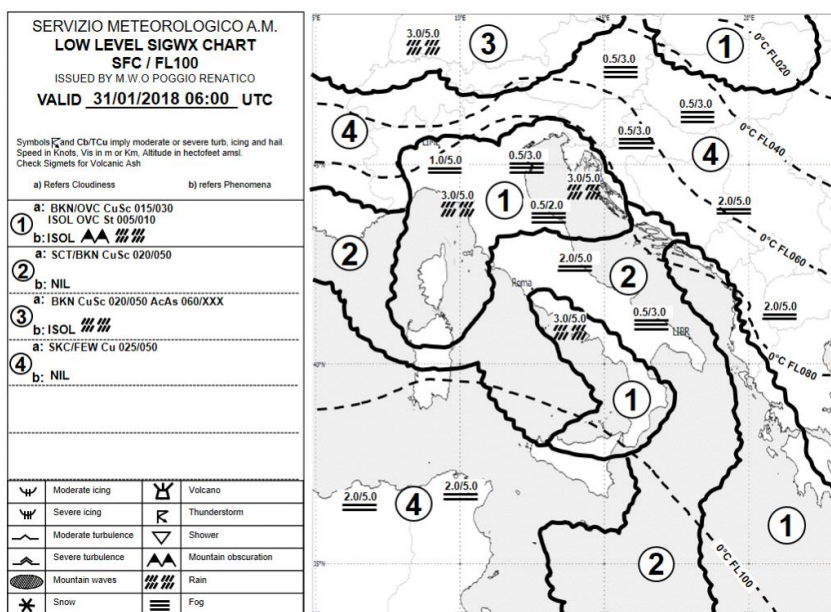 SERVIZIO METEOROLOGICO A.M.
LOW LEVEL SIGWX CHART
SFC / FL100
ISSUED BY M.W.O POGGIO RENATICO
VALID 31/01/2018 06:00 UTC
Symbols and Cb/TCu imply moderate or severe turb, icing and hail.
Speed in Knots, Vis in m or Km, Altitude in hectofeet amsl.
Check Sigmets for Volcanic Ash
a) Refers Cloudiness b) refers Phenomena
1 a: BKN/OVC CuSc 015/030
ISOL OVC St 005/010
b: ISOL
2 a: SCT/BKN CuSc 020/050
b: NIL
3 a: BKN CuSc 020/050 AcAs 060/XXX
b: ISOL
4 a: SKC/FEW Cu 025/050
b: NIL
Moderate icing Volcano
Severe icing Thunderstorm
Moderate turbulence Shower
Severe turbulence Mountain obscuration
Mountain waves Rain
Snow Fog
10°E 15°E 20°E
3.0/5.0
3
1
0°C FL020
0.5/3.0
4
0.5/3.0
0°C FL040
0.5/3.0
4
1.0/5.0
0.5/3.0
3.0/5.0
3.0/5.0
1
0.5/2.0
2.0/5.0
0°C FL060
2
2.0/5.0
2
Roma
3.0/5.0
0.5/3.0
LIBR
2.0/5.0
0°C FL080
40°N
1
2.0/5.0
2.0/5.0
4
1
0°C FL100
35°N
2